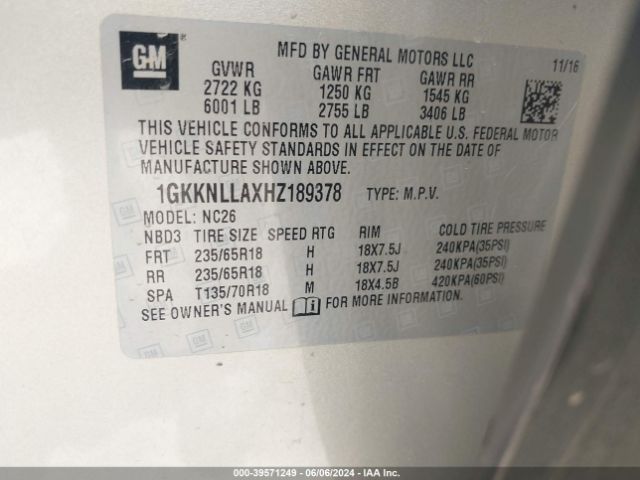 GM
MFD BY GENERAL MOTORS LLC
11/16
GVWR GAWR FRT GAWR RR
2722 KG 1250 KG 1545 KG
6001 LB 2755 LB 3406 LB
THIS VEHICLE CONFORMS TO ALL APPLICABLE U.S. FEDERAL MOTOR
VEHICLE SAFETY STANDARDS IN EFFECT ON THE DATE OF
MANUFACTURE SHOWN ABOVE.
1GKKNLLAXHZ189378 TYPE: M.P.V.
MODEL: NC26
NBD3 TIRE SIZE SPEED RTG RIM COLD TIRE PRESSURE
FRT 235/65R18 H 18X7.5J 240KPA(35PSI)
RR 235/65R18 H 18X7.5J 240KPA(35PSI)
SPA T135/70R18 M 18X4.5B 420KPA(60PSI)
SEE OWNER'S MANUAL FOR MORE INFORMATION.
000-39571249 - 06/06/2024 - IAA Inc.